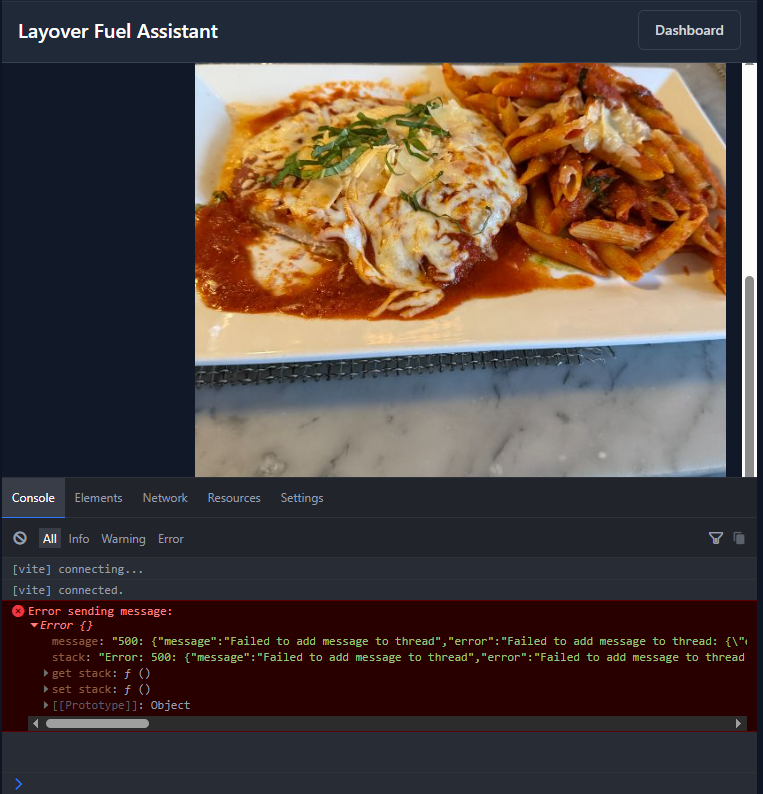 Layover Fuel Assistant
Dashboard
Console Elements Network Resources Settings
All Info Warning Error
[vite] connecting...
[vite] connected.
Error sending message:
Error {}
message: "500: {"message":"Failed to add message to thread","error":"Failed to add message to thread: {\"
stack: "Error: 500: {"message":"Failed to add message to thread","error":"Failed to add message to thread
get stack: ƒ ()
set stack: ƒ ()
[[Prototype]]: Object